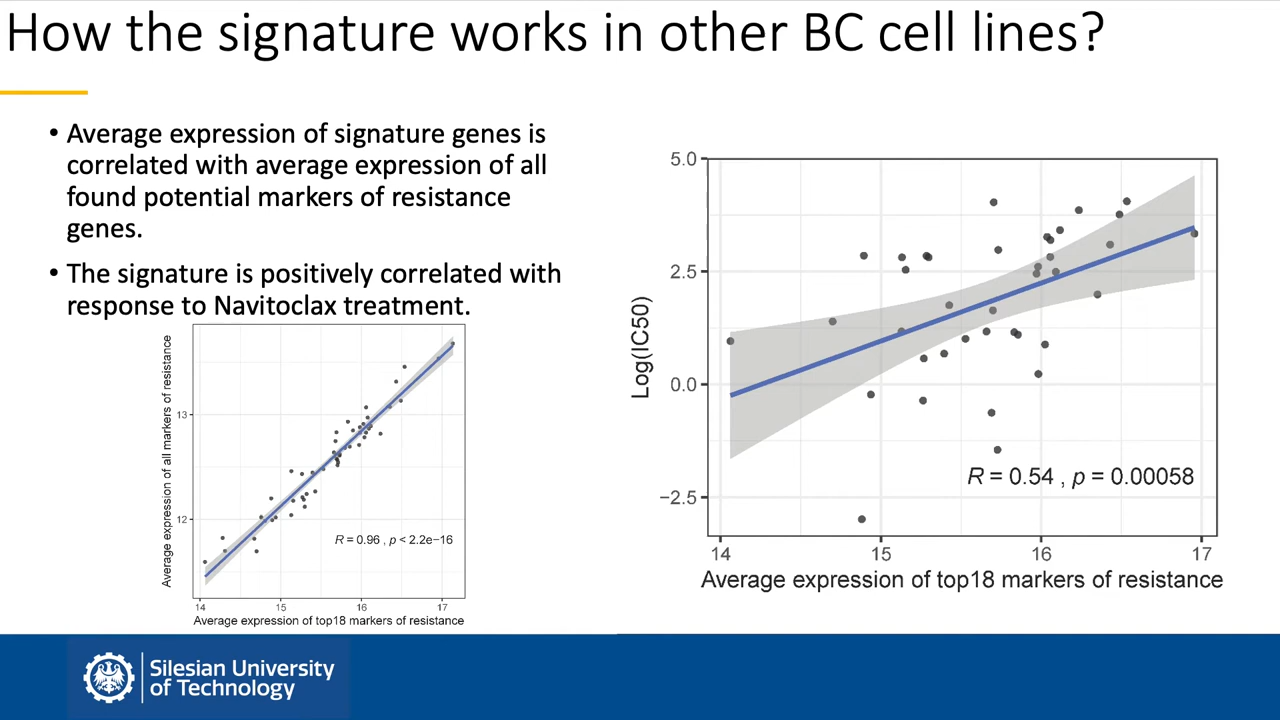 How the signature works in other BC cell lines?
• Average expression of signature genes is
correlated with average expression of all
found potential markers of resistance
genes.
• The signature is positively correlated with
response to Navitoclax treatment.
Average expression of all markers of resistance
13
12
R = 0.96 , p < 2.2e−16
14 15 16 17
Average expression of top18 markers of resistance
Log(IC50)
5.0
2.5
0.0
−2.5
R = 0.54 , p = 0.00058
14 15 16 17
Average expression of top18 markers of resistance
Silesian University
of Technology